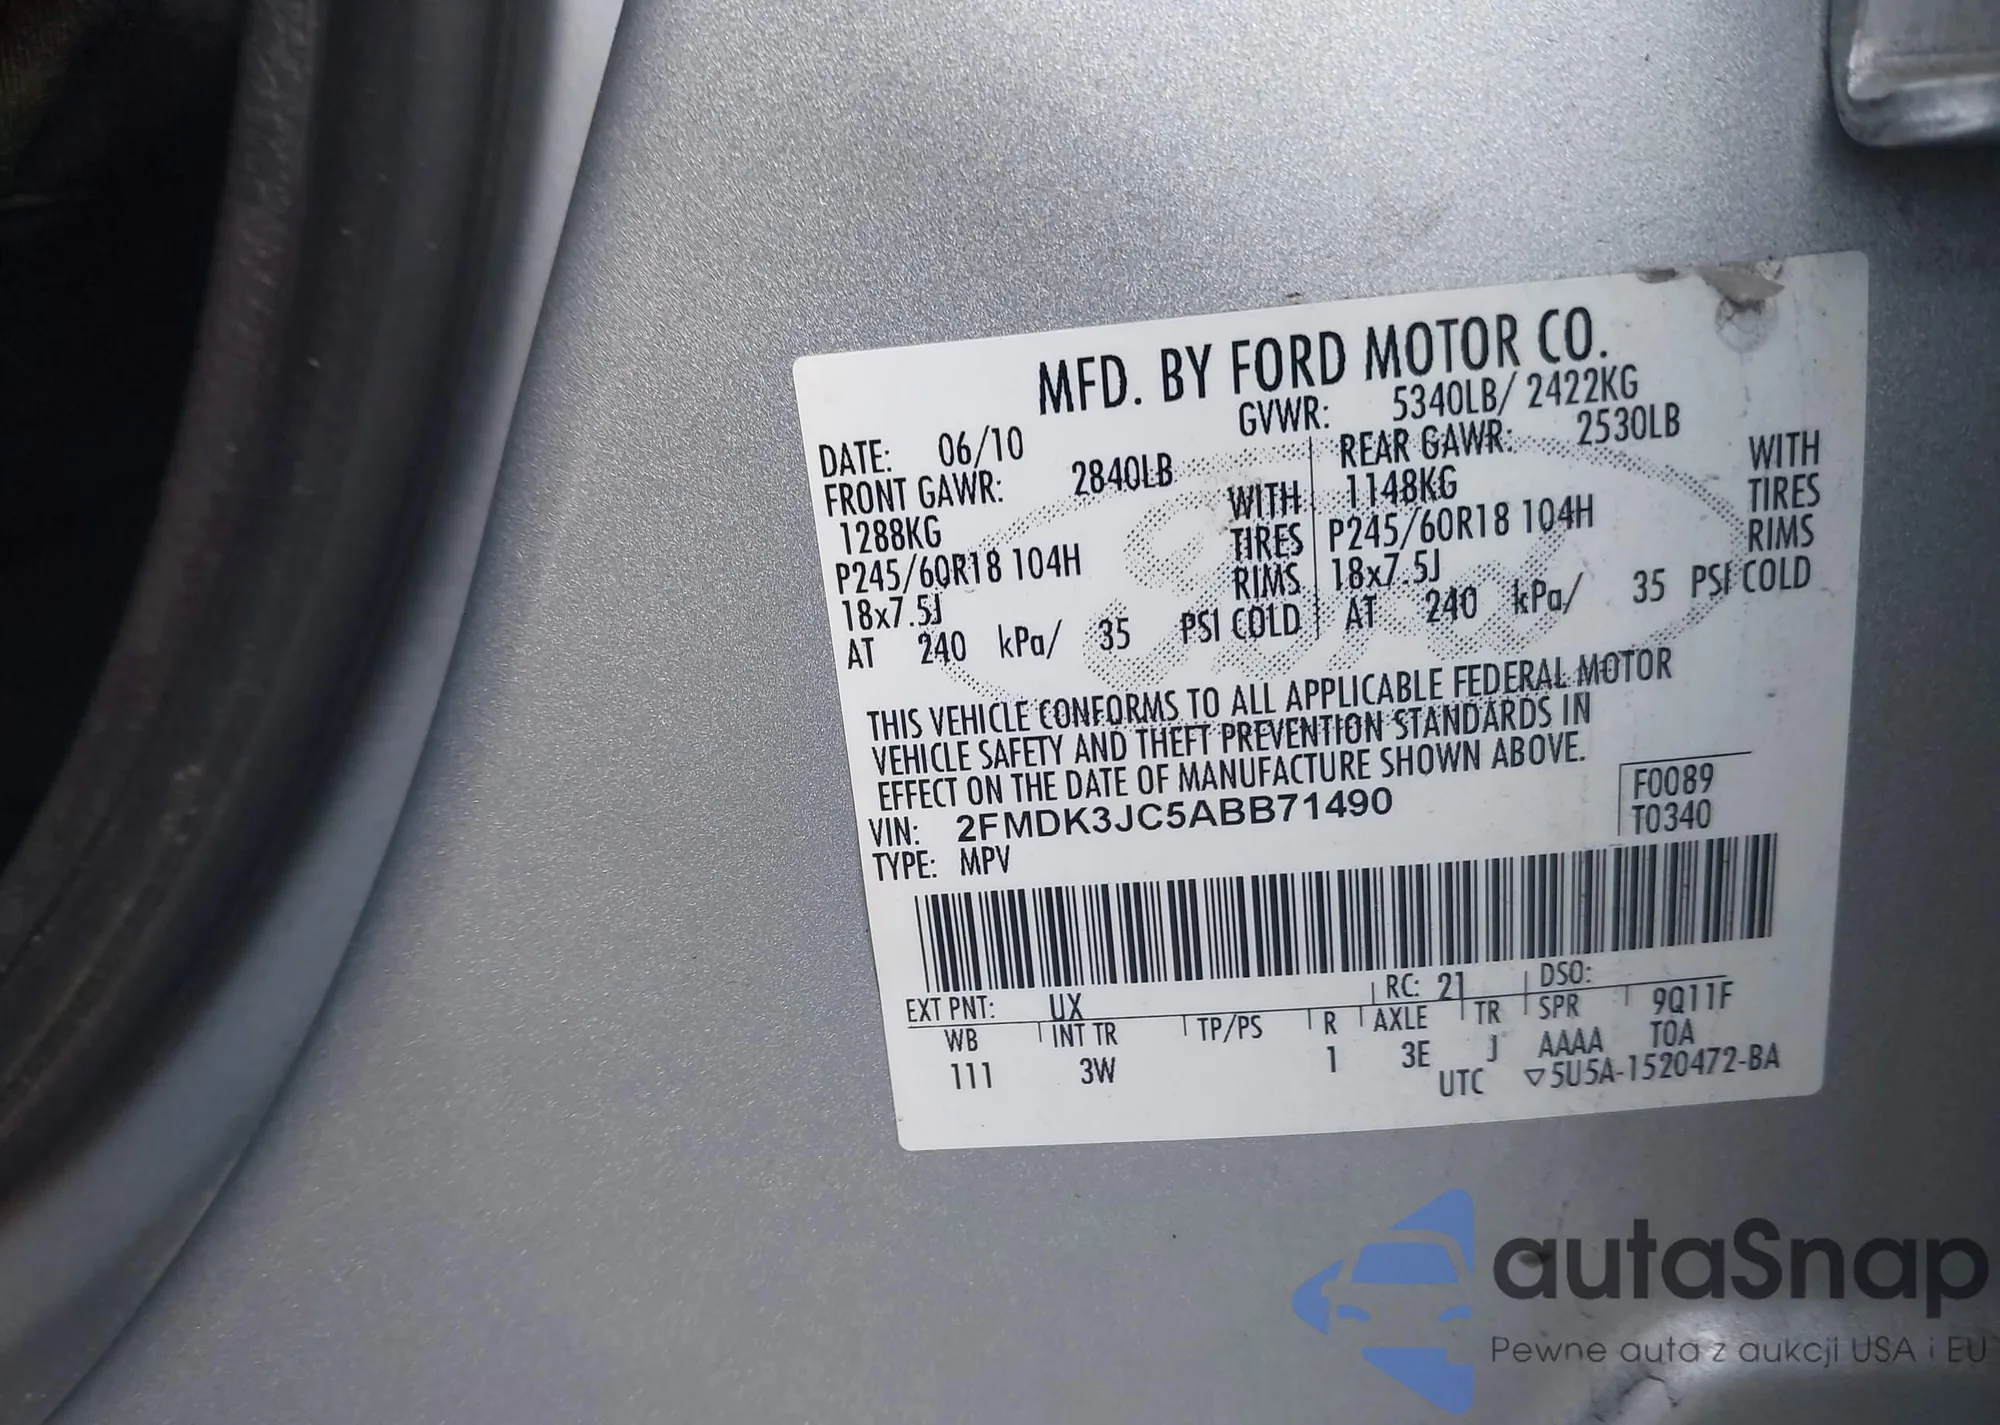 MFD. BY FORD MOTOR CO.
DATE: 06/10 GVWR: 5340LB/ 2422KG
FRONT GAWR: 2840LB REAR GAWR: 2530LB
1288KG WITH 1148KG WITH
P245/60R18 104H TIRES P245/60R18 104H TIRES
18x7.5J RIMS 18x7.5J RIMS
AT 240 kPa/ 35 PSI COLD AT 240 kPa/ 35 PSI COLD
THIS VEHICLE CONFORMS TO ALL APPLICABLE FEDERAL MOTOR
VEHICLE SAFETY AND THEFT PREVENTION STANDARDS IN
EFFECT ON THE DATE OF MANUFACTURE SHOWN ABOVE.
VIN: 2FMDK3JC5ABB71490 F0089
TYPE: MPV T0340
EXT PNT: UX RC: 21 DSO:
WB INT TR TP/PS R AXLE TR SPR 9Q11F
111 3W 1 3E J AAAA T0A
UTC ▽5U5A-1520472-BA
autaSnap
Pewne auta z aukcji USA i EU